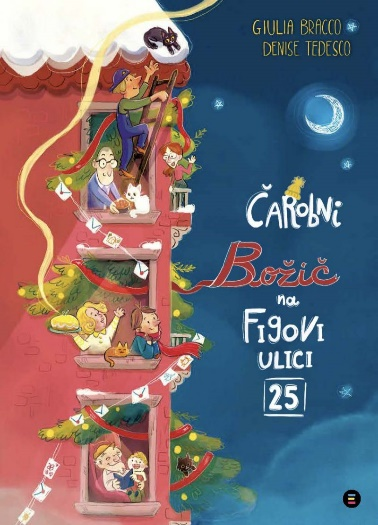 GIULIA BRACCO
DENISE TEDESCO
ČAROBNI
Božič
na
FIGOVI
ULICI
25